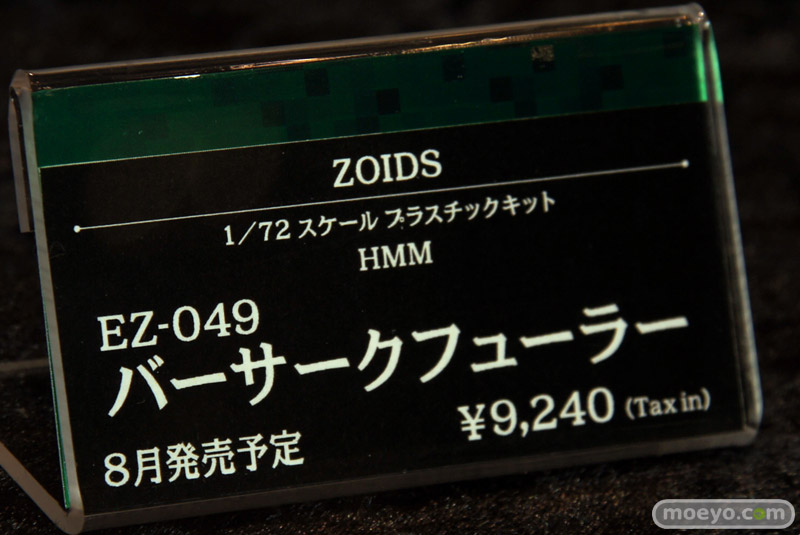 ZOIDS
1/72 スケール プラスチックキット
HMM
EZ-049
バーサークフューラー
¥9,240 (Tax in)
8月発売予定
moeyo.com